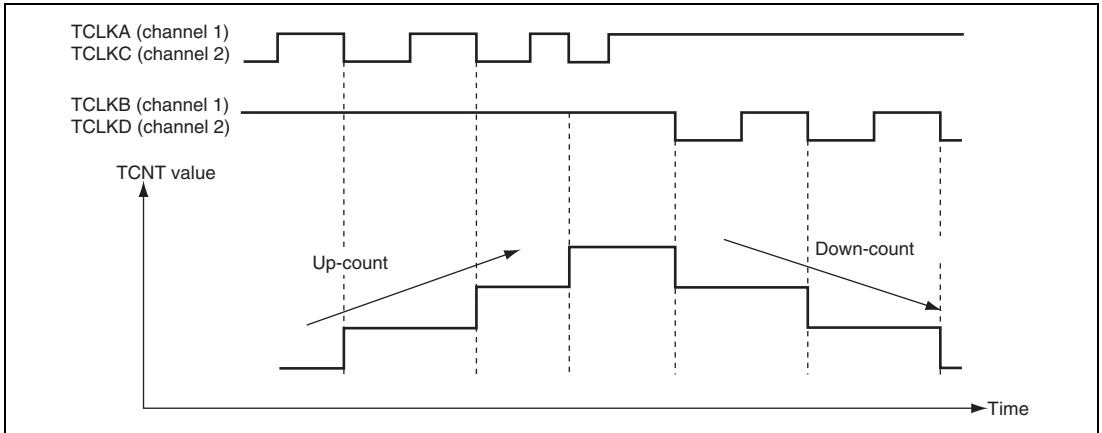 TCLKA (channel 1)
TCLKC (channel 2)
TCLKB (channel 1)
TCLKD (channel 2)
TCNT value
Up-count
Down-count
Time